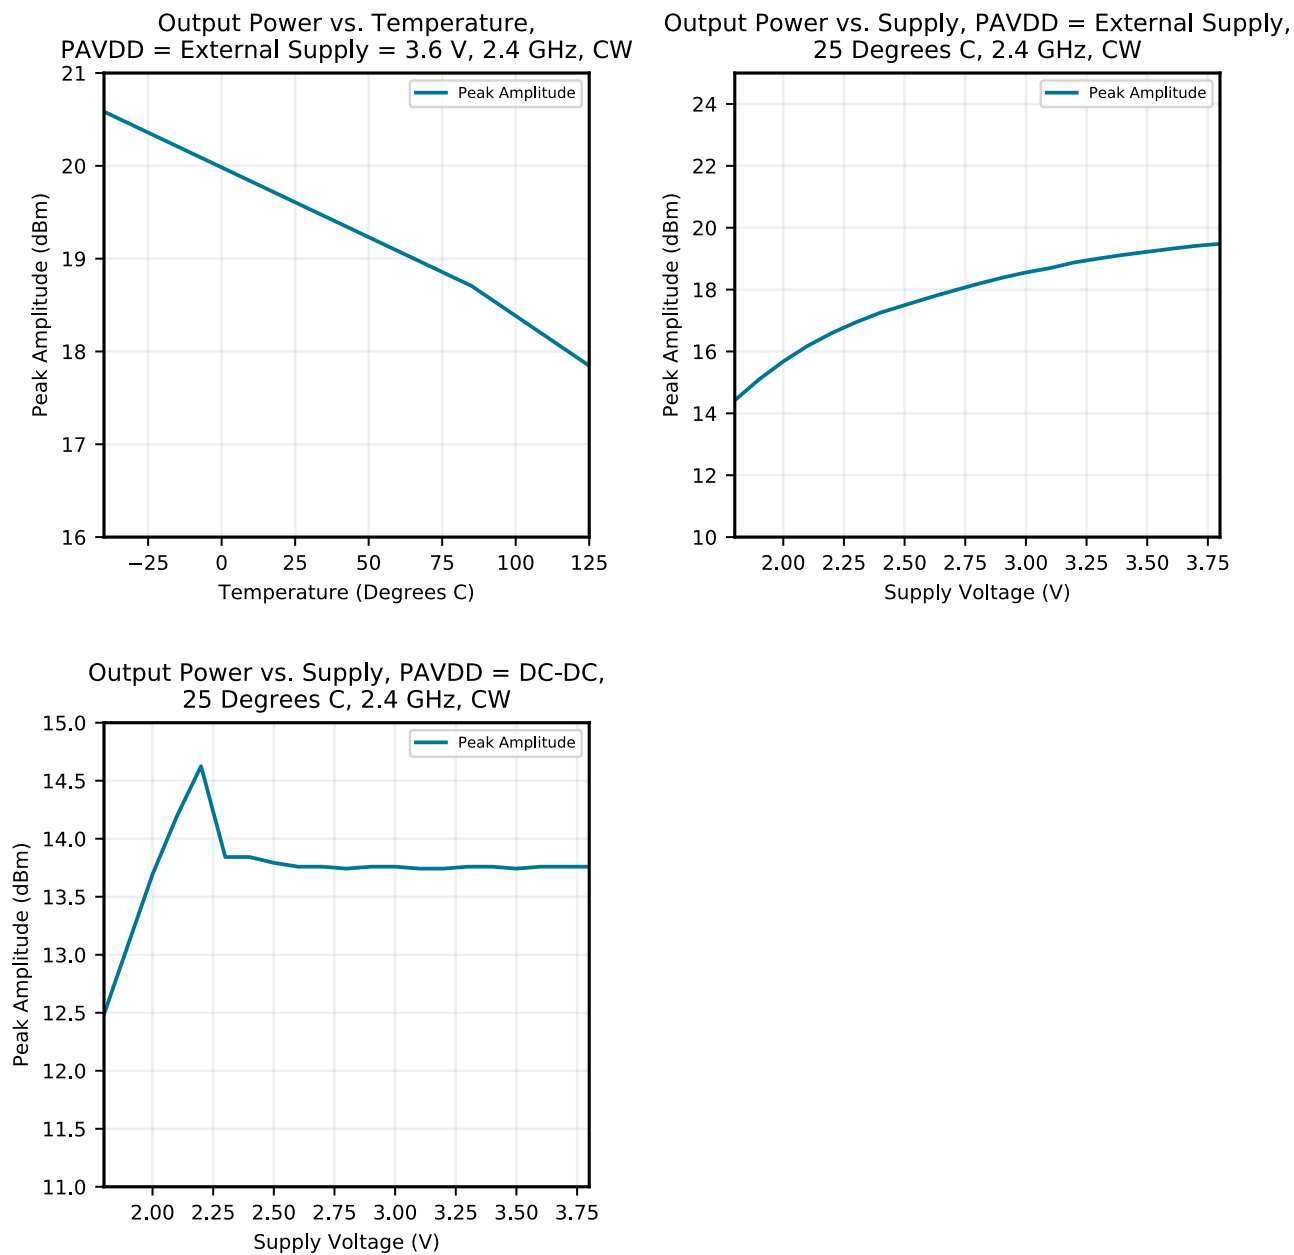 Output Power vs. Temperature,
PAVDD = External Supply = 3.6 V, 2.4 GHz, CW
Peak Amplitude
21
20
19
18
17
16
Peak Amplitude (dBm)
−25 0 25 50 75 100 125
Temperature (Degrees C)
Output Power vs. Supply, PAVDD = External Supply,
25 Degrees C, 2.4 GHz, CW
Peak Amplitude
24
22
20
18
16
14
12
10
Peak Amplitude (dBm)
2.00 2.25 2.50 2.75 3.00 3.25 3.50 3.75
Supply Voltage (V)
Output Power vs. Supply, PAVDD = DC-DC,
25 Degrees C, 2.4 GHz, CW
Peak Amplitude
15.0
14.5
14.0
13.5
13.0
12.5
12.0
11.5
11.0
Peak Amplitude (dBm)
2.00 2.25 2.50 2.75 3.00 3.25 3.50 3.75
Supply Voltage (V)